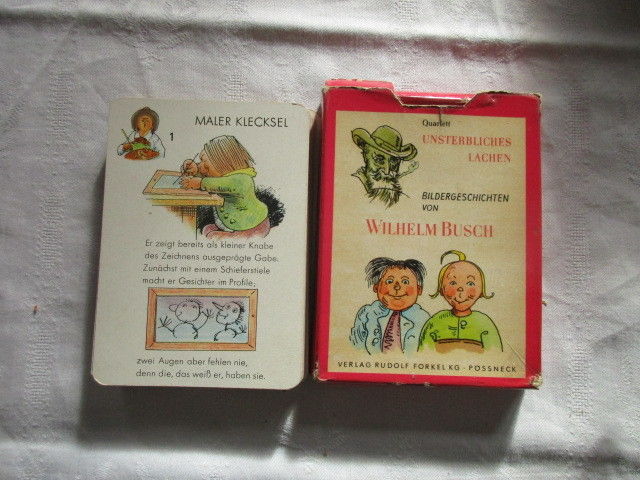 1
MALER KLECKSEL
Er zeigt bereits als kleiner Knabe
des Zeichnens ausgeprägte Gabe.
Zunächst mit einem Schieferstiele
macht er Gesichter im Profile;
zwei Augen aber fehlen nie,
denn die, das weiß er, haben sie.
Quartett
UNSTERBLICHES
LACHEN
BILDERGESCHICHTEN
VON
WILHELM BUSCH
VERLAG RUDOLF FORKEL KG · PÖSSNECK